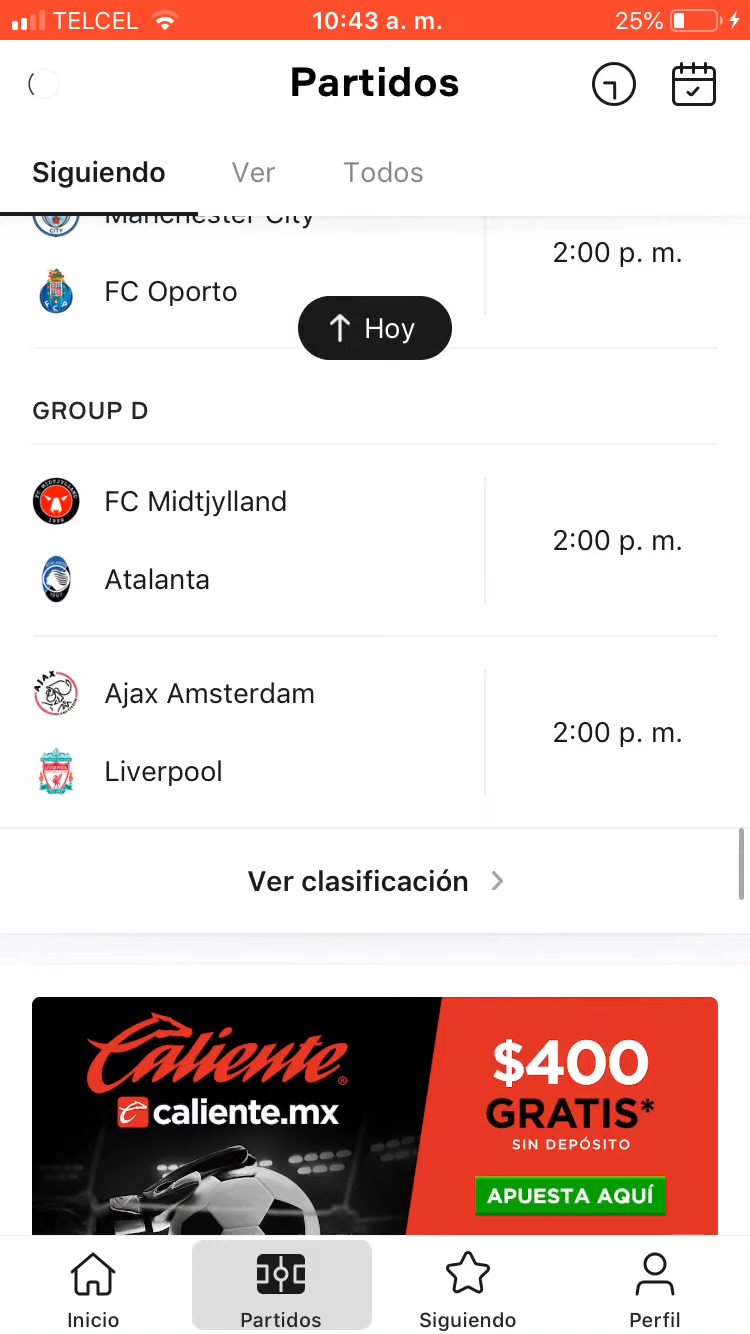 TELCEL 10:43 a. m. 25%
Partidos
Siguiendo Ver Todos
Manchester City
2:00 p. m.
FC Oporto
↑ Hoy
GROUP D
FC Midtjylland
2:00 p. m.
Atalanta
Ajax Amsterdam
2:00 p. m.
Liverpool
Ver clasificación
Caliente®
caliente.mx
$400
GRATIS*
SIN DEPÓSITO
APUESTA AQUÍ
Inicio Partidos Siguiendo Perfil